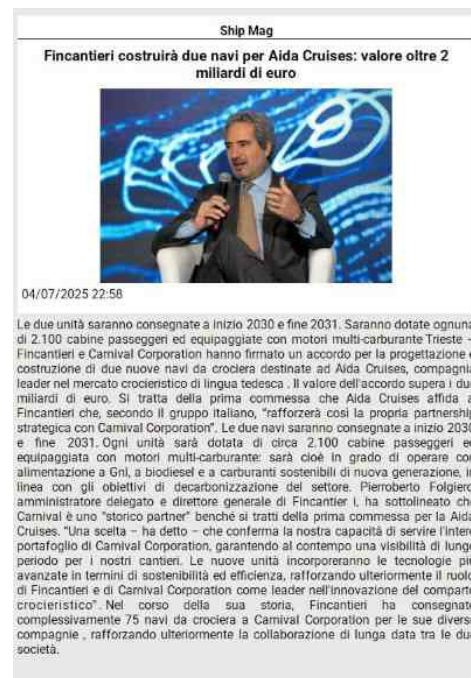 Ship Mag
Fincantieri costruirà due navi per Aida Cruises: valore oltre 2
miliardi di euro
04/07/2025 22:58
Le due unità saranno consegnate a inizio 2030 e fine 2031. Saranno dotate ognuna
di 2.100 cabine passeggeri ed equipaggiate con motori multi-carburante Trieste –
Fincantieri e Carnival Corporation hanno firmato un accordo per la progettazione e
costruzione di due nuove navi da crociera destinate ad Aida Cruises, compagnia
leader nel mercato crocieristico di lingua tedesca . Il valore dell'accordo supera i du
miliardi di euro. Si tratta della prima commessa che Aida Cruises affida a
Fincantieri che, secondo il gruppo italiano, "rafforzerà così la propria partnership
strategica con Carnival Corporation". Le due navi saranno consegnate a inizio 2030
e fine 2031. Ogni unità sarà dotata di circa 2.100 cabine passeggeri ed
equipaggiata con motori multi-carburante: sarà cioè in grado di operare con
alimentazione a Gnl, a biodiesel e a carburanti sostenibili di nuova generazione, in
linea con gli obiettivi di decarbonizzazione del settore. Pierroberto Folgiero
amministratore delegato e direttore generale di Fincantier i, ha sottolineato che
Carnival è uno "storico partner" benché si tratti della prima commessa per la Aida
Cruises. "Una scelta – ha detto – che conferma la nostra capacità di servire l'inter
portafoglio di Carnival Corporation, garantendo al contempo una visibilità di lung
periodo per i nostri cantieri. Le nuove unità incorporeranno le tecnologie pi
avanzate in termini di sostenibilità ed efficienza, rafforzando ulteriormente il ruol
di Fincantieri e di Carnival Corporation come leader nell'innovazione del compart
crocieristico". Nel corso della sua storia, Fincantieri ha consegnat
complessivamente 75 navi da crociera a Carnival Corporation per le sue divers
compagnie , rafforzando ulteriormente la collaborazione di lunga data tra le du
società.